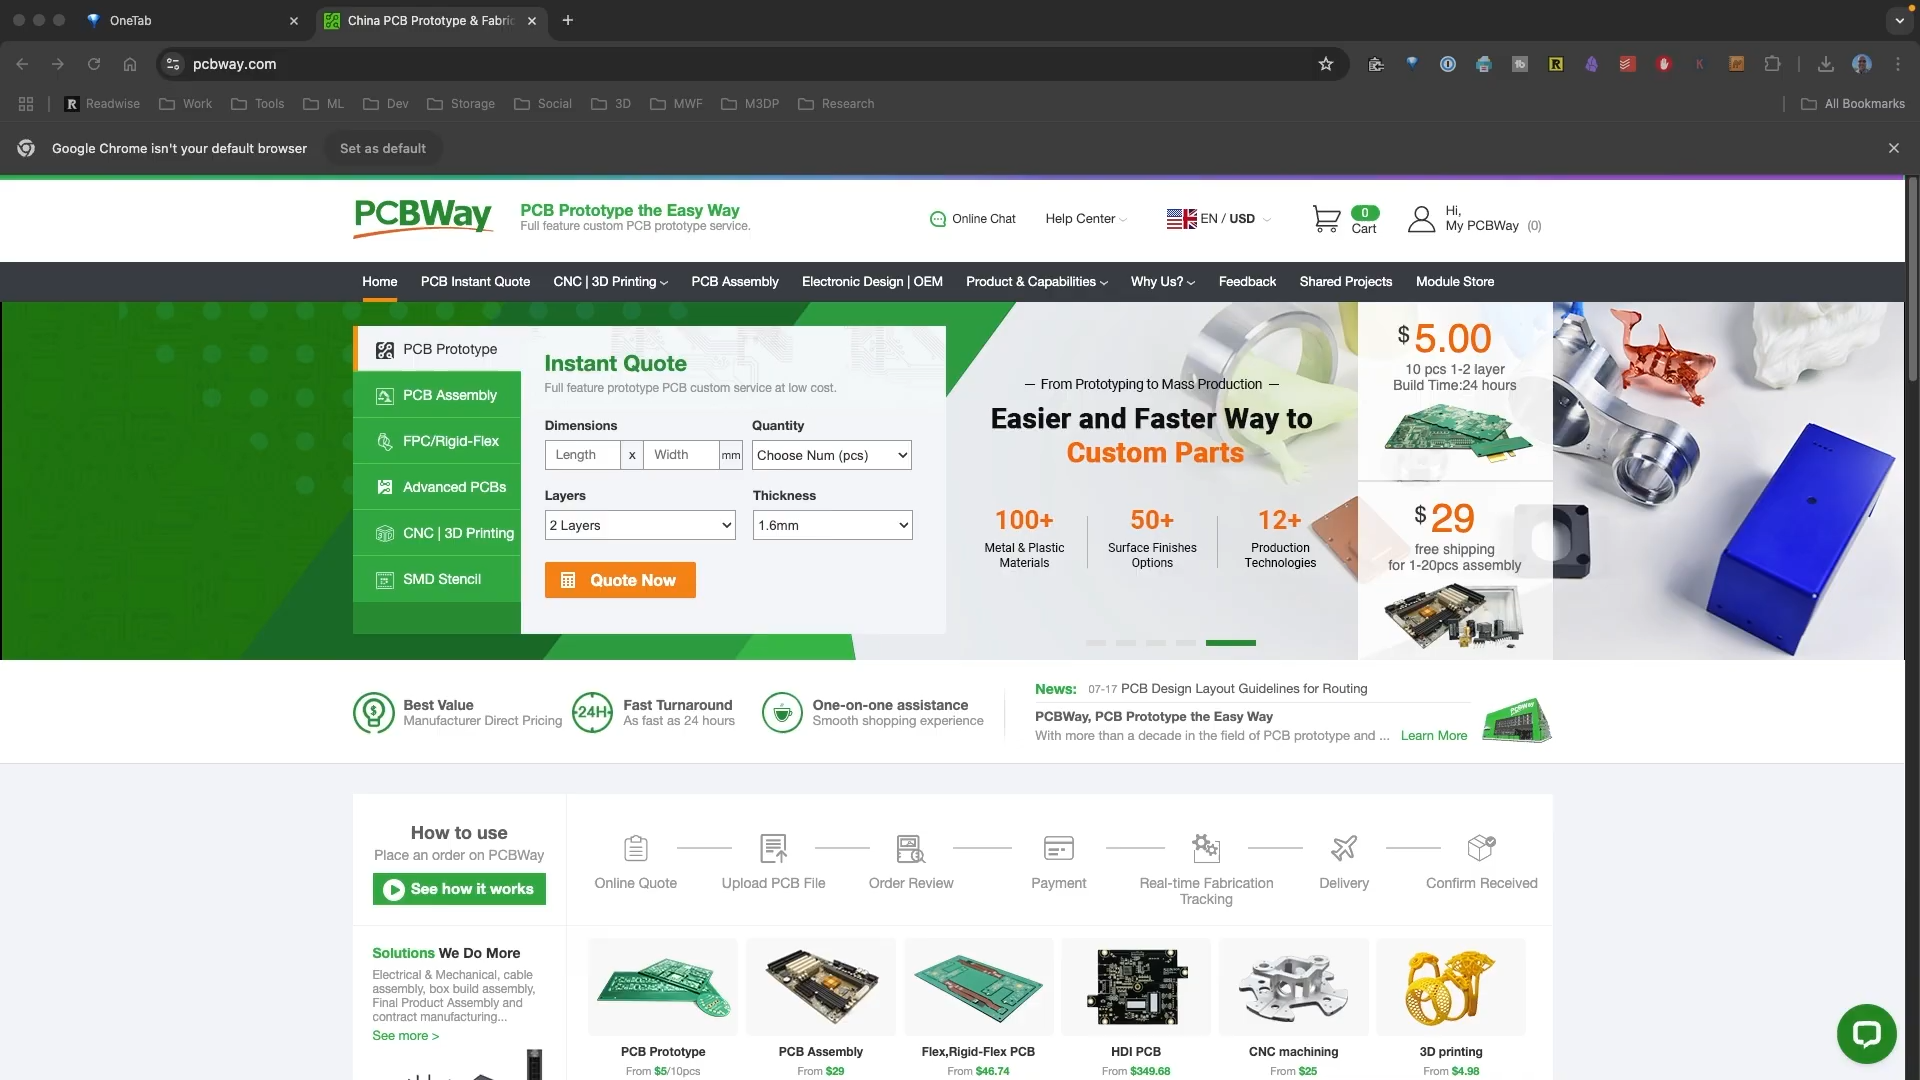 OneTab
China PCB Prototype & Fabric
pcbway.com
Readwise
Work
Tools
ML
Dev
Storage
Social
3D
MWF
M3DP
Research
All Bookmarks
Google Chrome isn't your default browser
Set as default
PCBWay
PCB Prototype the Easy Way
Full feature custom PCB prototype service.
Online Chat
Help Center
EN / USD
0
Cart
Hi,
My PCBWay (0)
Home
PCB Instant Quote
CNC | 3D Printing
PCB Assembly
Electronic Design | OEM
Product & Capabilities
Why Us?
Feedback
Shared Projects
Module Store
PCB Prototype
PCB Assembly
FPC/Rigid-Flex
Advanced PCBs
CNC | 3D Printing
SMD Stencil
Instant Quote
Full feature prototype PCB custom service at low cost.
Dimensions
Quantity
Length x Width mm
Choose Num (pcs)
Layers
Thickness
2 Layers
1.6mm
Quote Now
— From Prototyping to Mass Production —
Easier and Faster Way to
Custom Parts
100+
Metal & Plastic
Materials
50+
Surface Finishes
Options
12+
Production
Technologies
$ 5.00
10 pcs 1-2 layer
Build Time:24 hours
$ 29
free shipping
for 1-20pcs assembly
Best Value
Manufacturer Direct Pricing
24H
Fast Turnaround
As fast as 24 hours
One-on-one assistance
Smooth shopping experience
News: 07-17 PCB Design Layout Guidelines for Routing
PCBWay, PCB Prototype the Easy Way
With more than a decade in the field of PCB prototype and ... Learn More
PCBWay
How to use
Place an order on PCBWay
See how it works
Online Quote
Upload PCB File
Order Review
Payment
Real-time Fabrication
Tracking
Delivery
Confirm Received
Solutions We Do More
Electrical & Mechanical, cable
assembly, box build assembly,
Final Product Assembly and
contract manufacturing...
See more >
PCB Prototype
From $5/10pcs
PCB Assembly
From $29
Flex,Rigid-Flex PCB
From $46.74
HDI PCB
From $349.68
CNC machining
From $25
3D printing
From $4.98